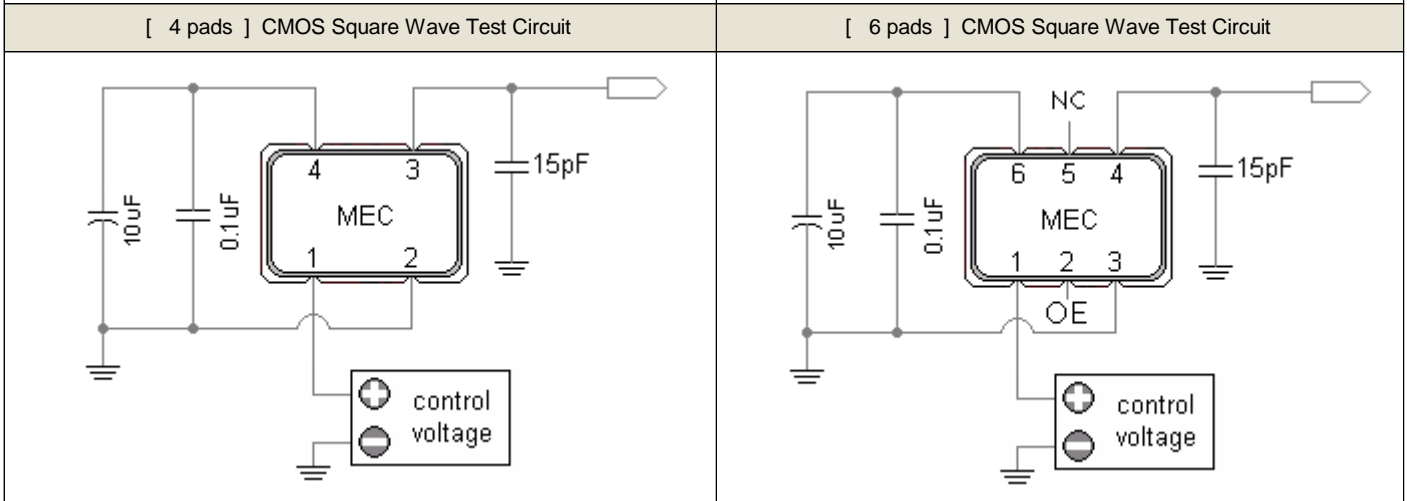 [ 4 pads ] CMOS Square Wave Test Circuit
4 3
MEC
1 2
10uF
0.1uF
15pF
control
voltage
[ 6 pads ] CMOS Square Wave Test Circuit
NC
6 5 4
MEC
1 2 3
OE
10uF
0.1uF
15pF
control
voltage